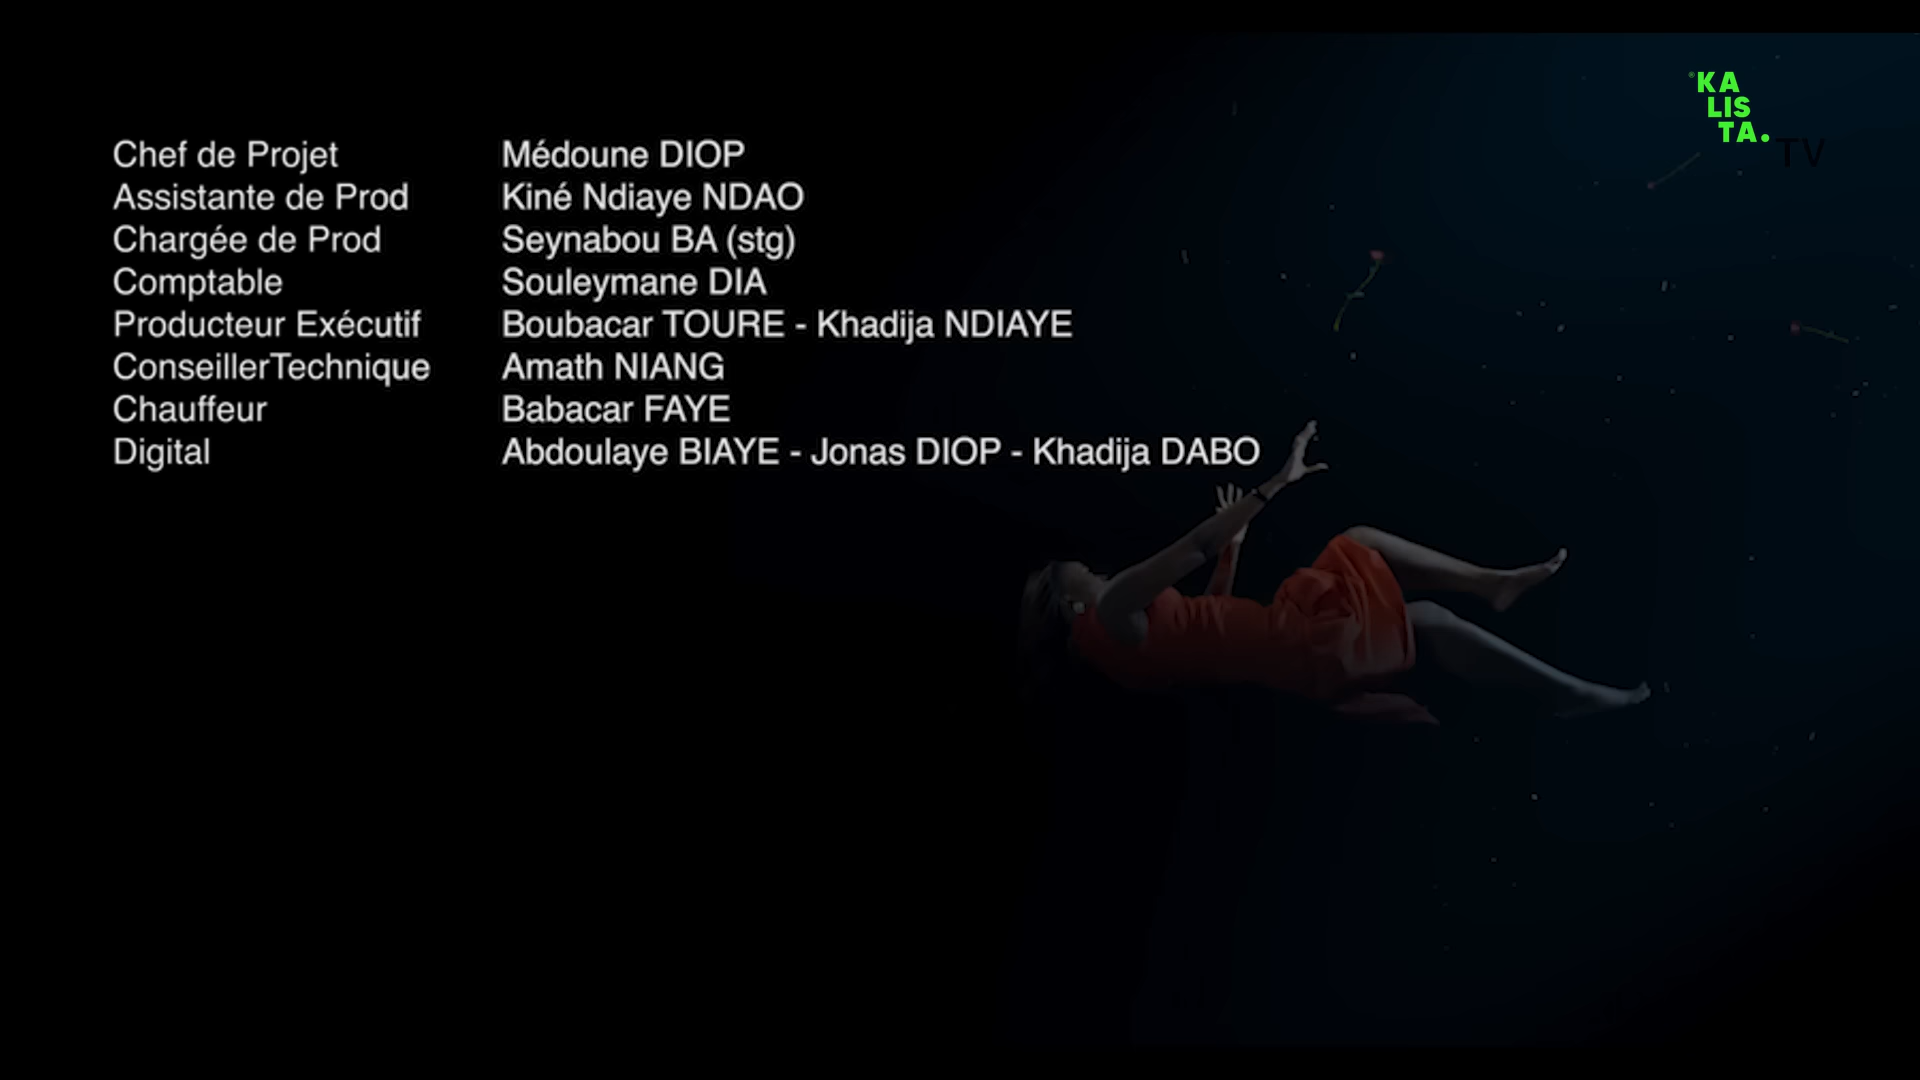 KA
LIS
TA.
TV
Chef de Projet Médoune DIOP
Assistante de Prod Kiné Ndiaye NDAO
Chargée de Prod Seynabou BA (stg)
Comptable Souleymane DIA
Producteur Exécutif Boubacar TOURE - Khadija NDIAYE
ConseillerTechnique Amath NIANG
Chauffeur Babacar FAYE
Digital Abdoulaye BIAYE - Jonas DIOP - Khadija DABO